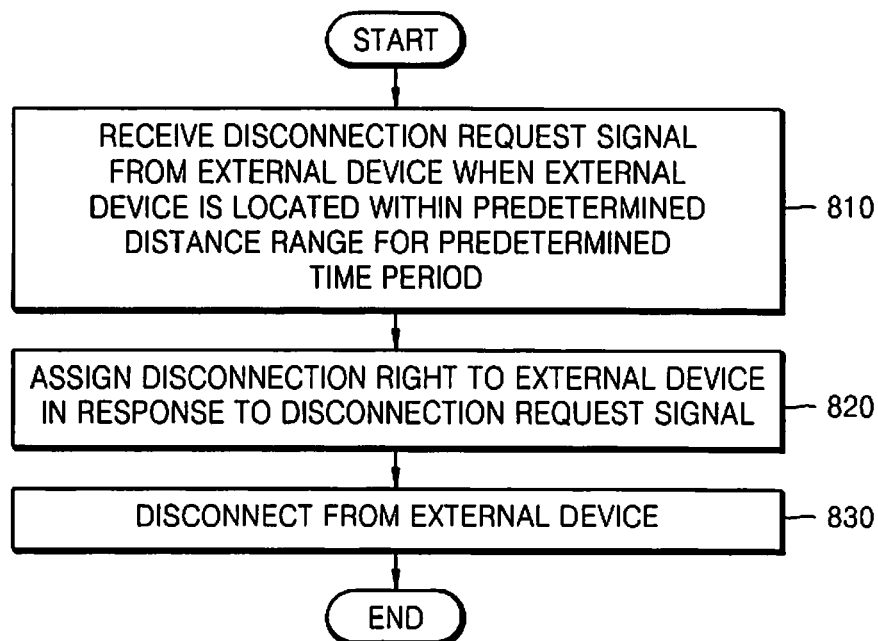 START
RECEIVE DISCONNECTION REQUEST SIGNAL
FROM EXTERNAL DEVICE WHEN EXTERNAL
DEVICE IS LOCATED WITHIN PREDETERMINED
DISTANCE RANGE FOR PREDETERMINED
TIME PERIOD
810
ASSIGN DISCONNECTION RIGHT TO EXTERNAL DEVICE
IN RESPONSE TO DISCONNECTION REQUEST SIGNAL
820
DISCONNECT FROM EXTERNAL DEVICE
830
END